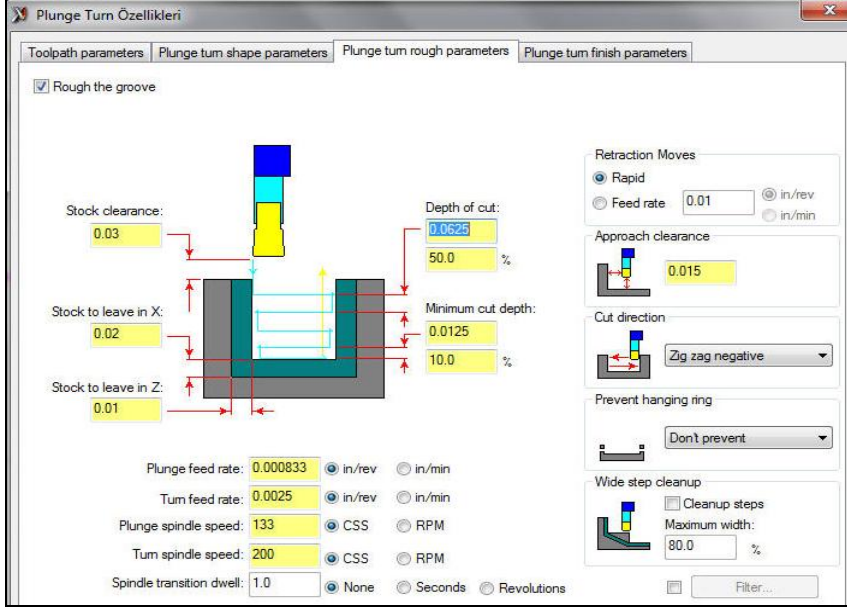 Plunge Turn Özellikleri
Toolpath parameters Plunge turn shape parameters Plunge turn rough parameters Plunge turn finish parameters
Rough the groove
Stock clearance:
0.03
Stock to leave in X:
0.02
Stock to leave in Z:
0.01
Depth of cut:
0.0625
50.0 %
Minimum cut depth:
0.0125
10.0 %
Retraction Moves
Rapid
Feed rate 0.01 in/rev
in/min
Approach clearance
0.015
Cut direction
Zig zag negative
Prevent hanging ring
Don't prevent
Wide step cleanup
Cleanup steps
Maximum width:
80.0 %
Filter...
Plunge feed rate: 0.000833 in/rev in/min
Turn feed rate: 0.0025 in/rev in/min
Plunge spindle speed: 133 CSS RPM
Turn spindle speed: 200 CSS RPM
Spindle transition dwell: 1.0 None Seconds Revolutions